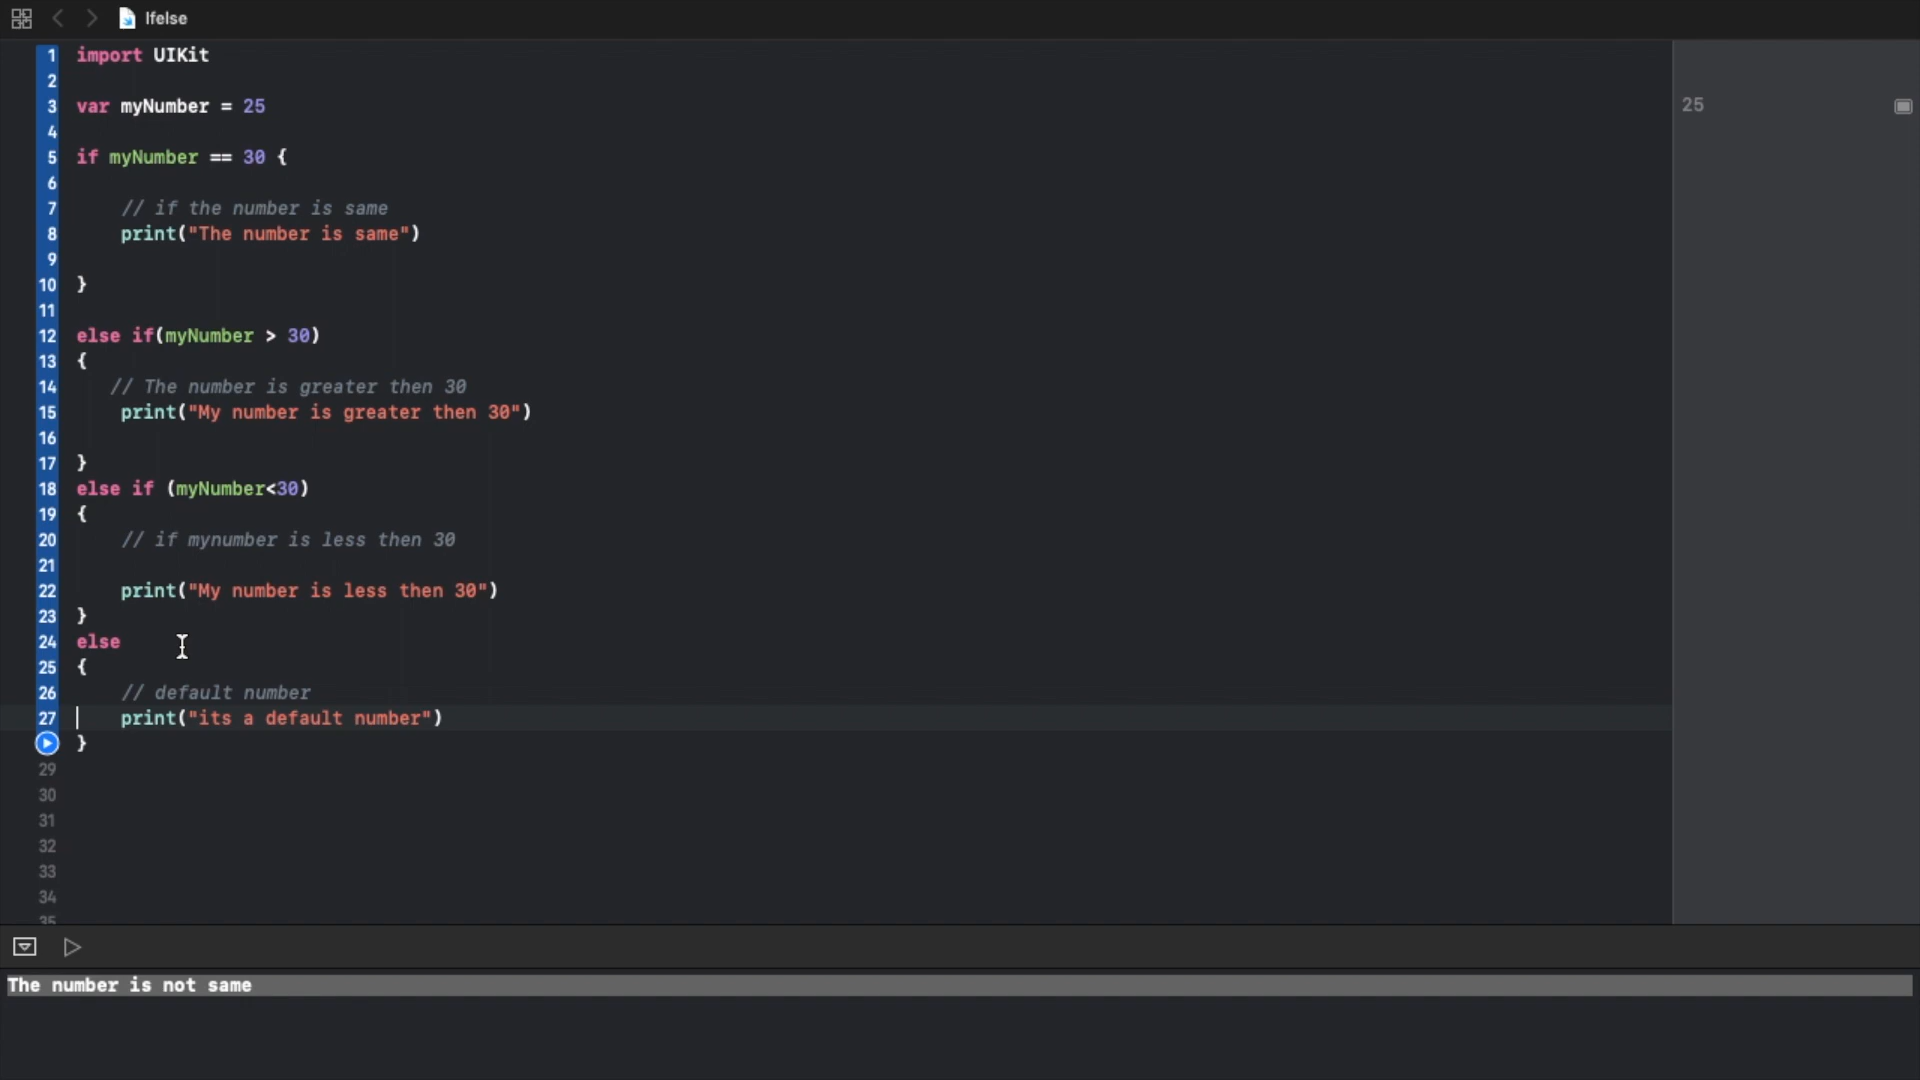 Ifelse
1 import UIKit
2
3 var myNumber = 25
25
4
5 if myNumber == 30 {
6
7 // if the number is same
8 print("The number is same")
9
10 }
11
12 else if(myNumber > 30)
13 {
14 // The number is greater then 30
15 print("My number is greater then 30")
16
17 }
18 else if (myNumber<30)
19 {
20 // if mynumber is less then 30
21
22 print("My number is less then 30")
23 }
24 else
25 {
26 // default number
27 print("its a default number")
}
29
30
31
32
33
34
35
The number is not same